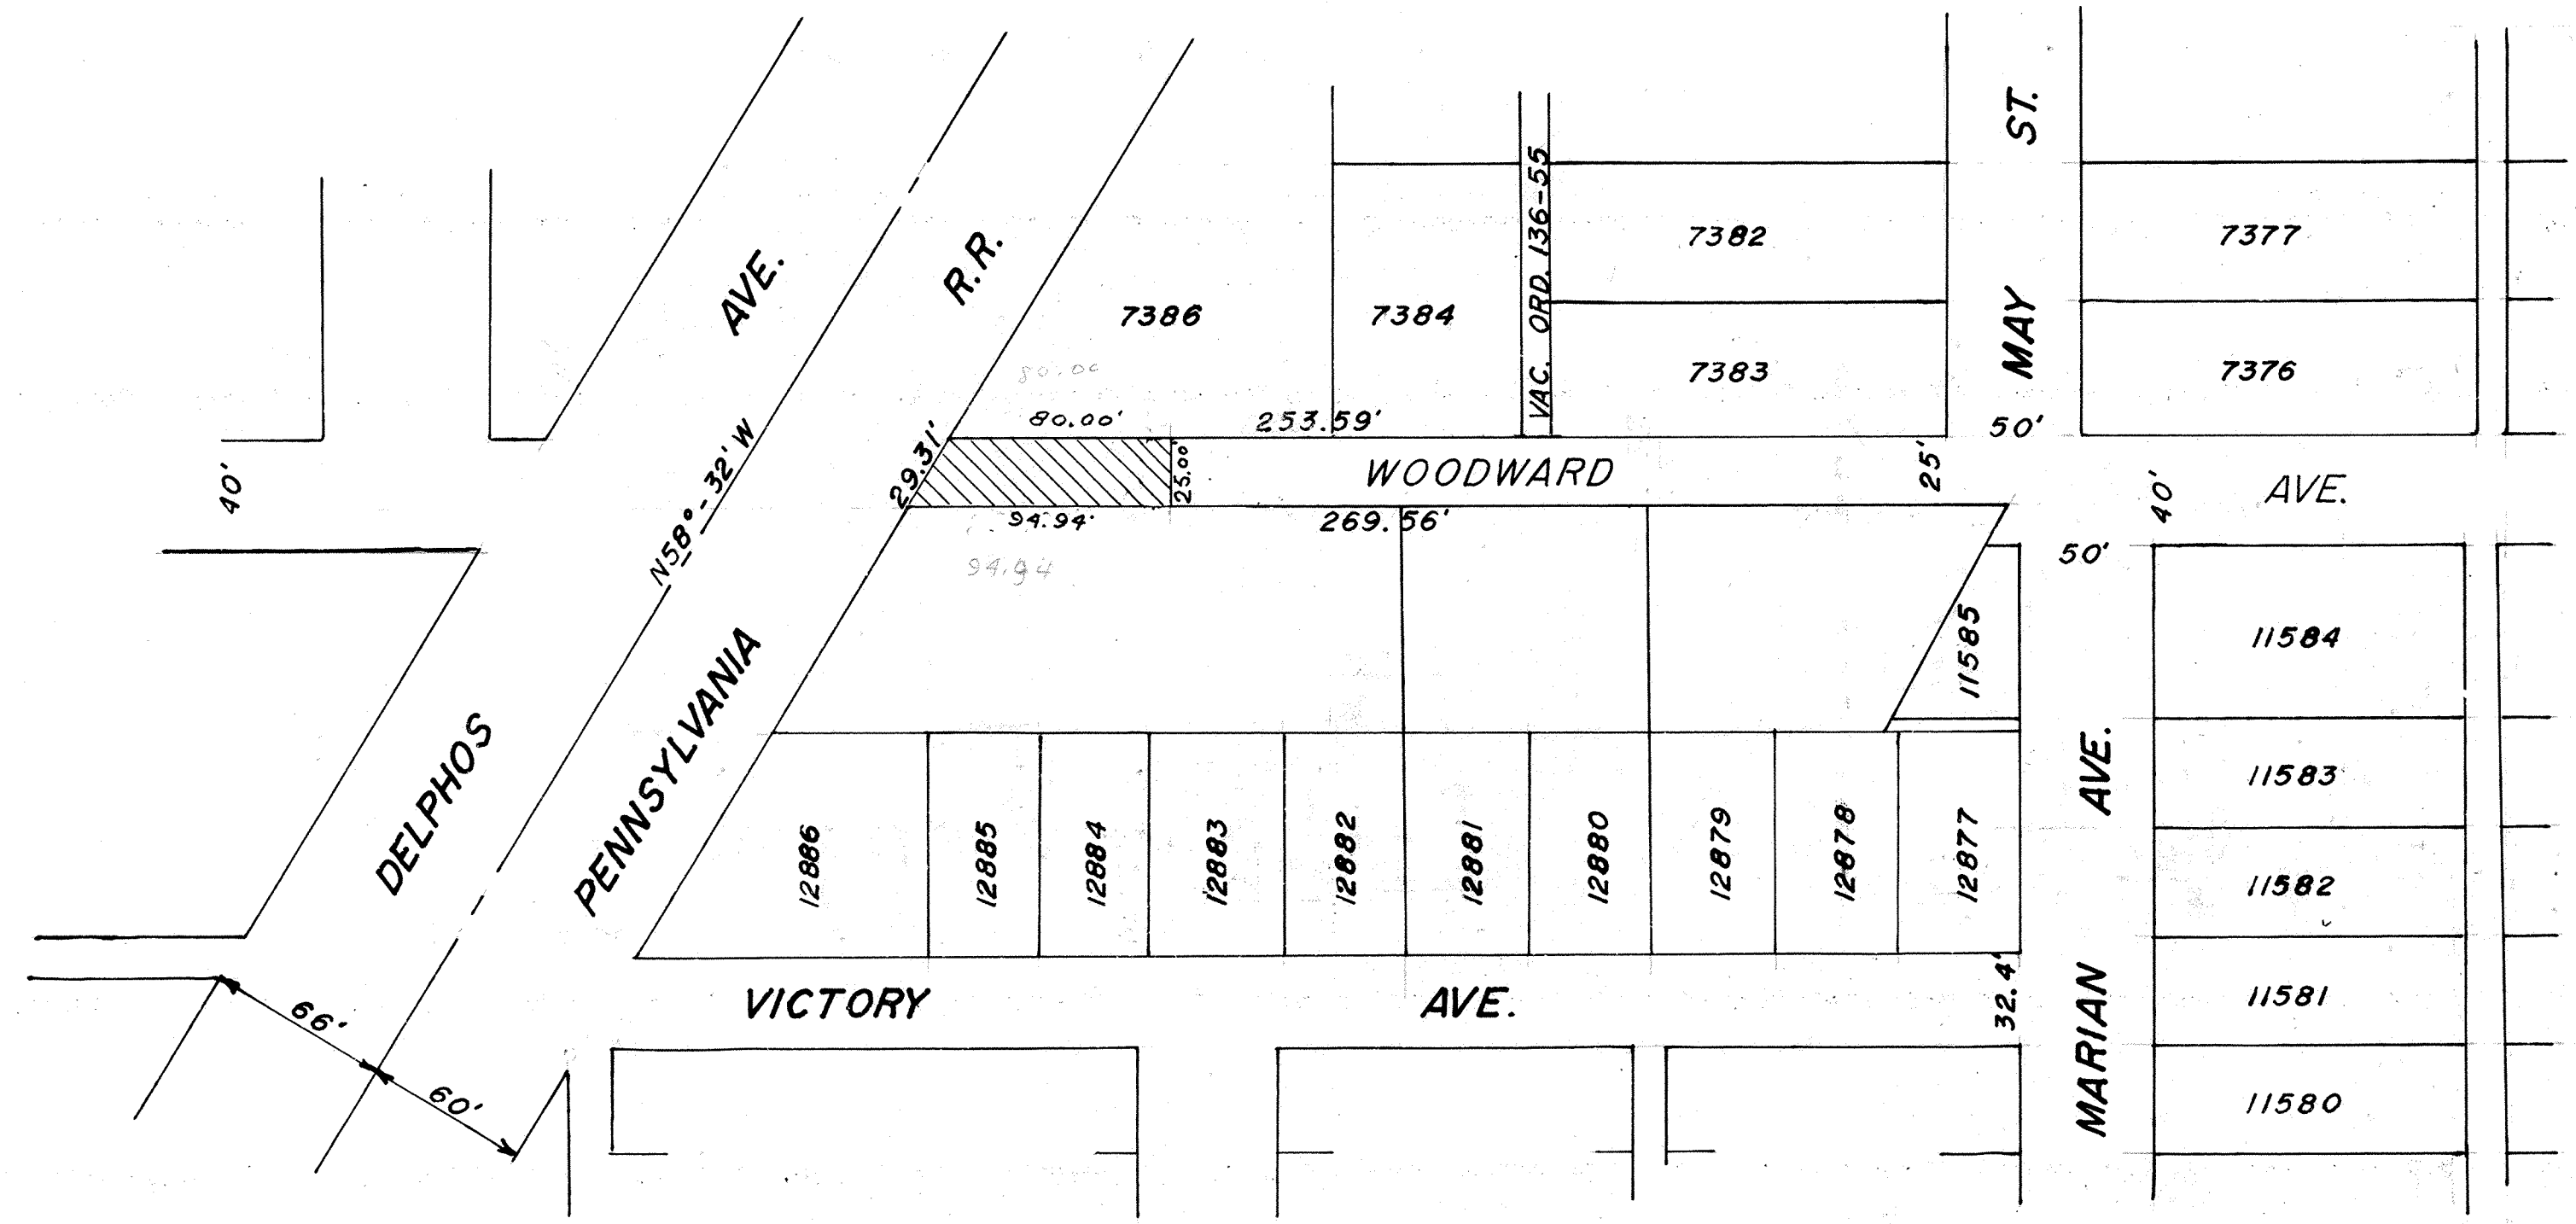 ST.
MAY
VAC. ORD. 136-55
7382
7377
AVE.
R.R.
7386
7384
7383
7376
80.00
80.00'
253.59'
50'
29.31'
25.00'
WOODWARD
25'
40'
40'
AVE.
N58°-32'W
94.94'
269.56'
94.94
50'
11585
11584
DELPHOS
PENNSYLVANIA
AVE.
MARIAN
11583
12886
12885
12884
12883
12882
12881
12880
12879
12878
12877
11582
VICTORY AVE.
32.4'
11581
66'
60'
11580